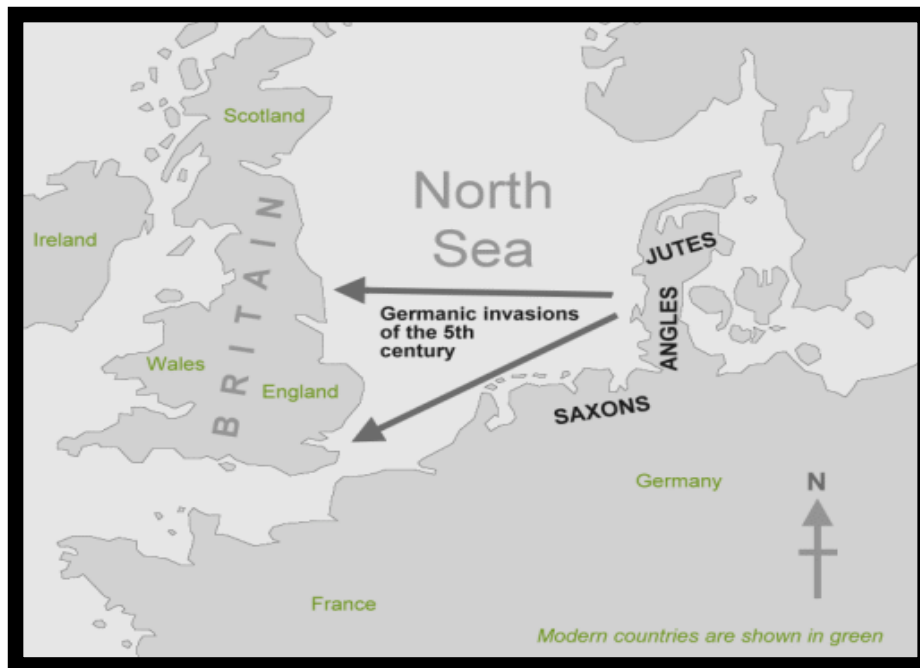 Scotland
North
Sea
BRITAIN
Ireland
JUTES
Germanic invasions
of the 5th
century
ANGLES
Wales
England
SAXONS
Germany
N
France
Modern countries are shown in green